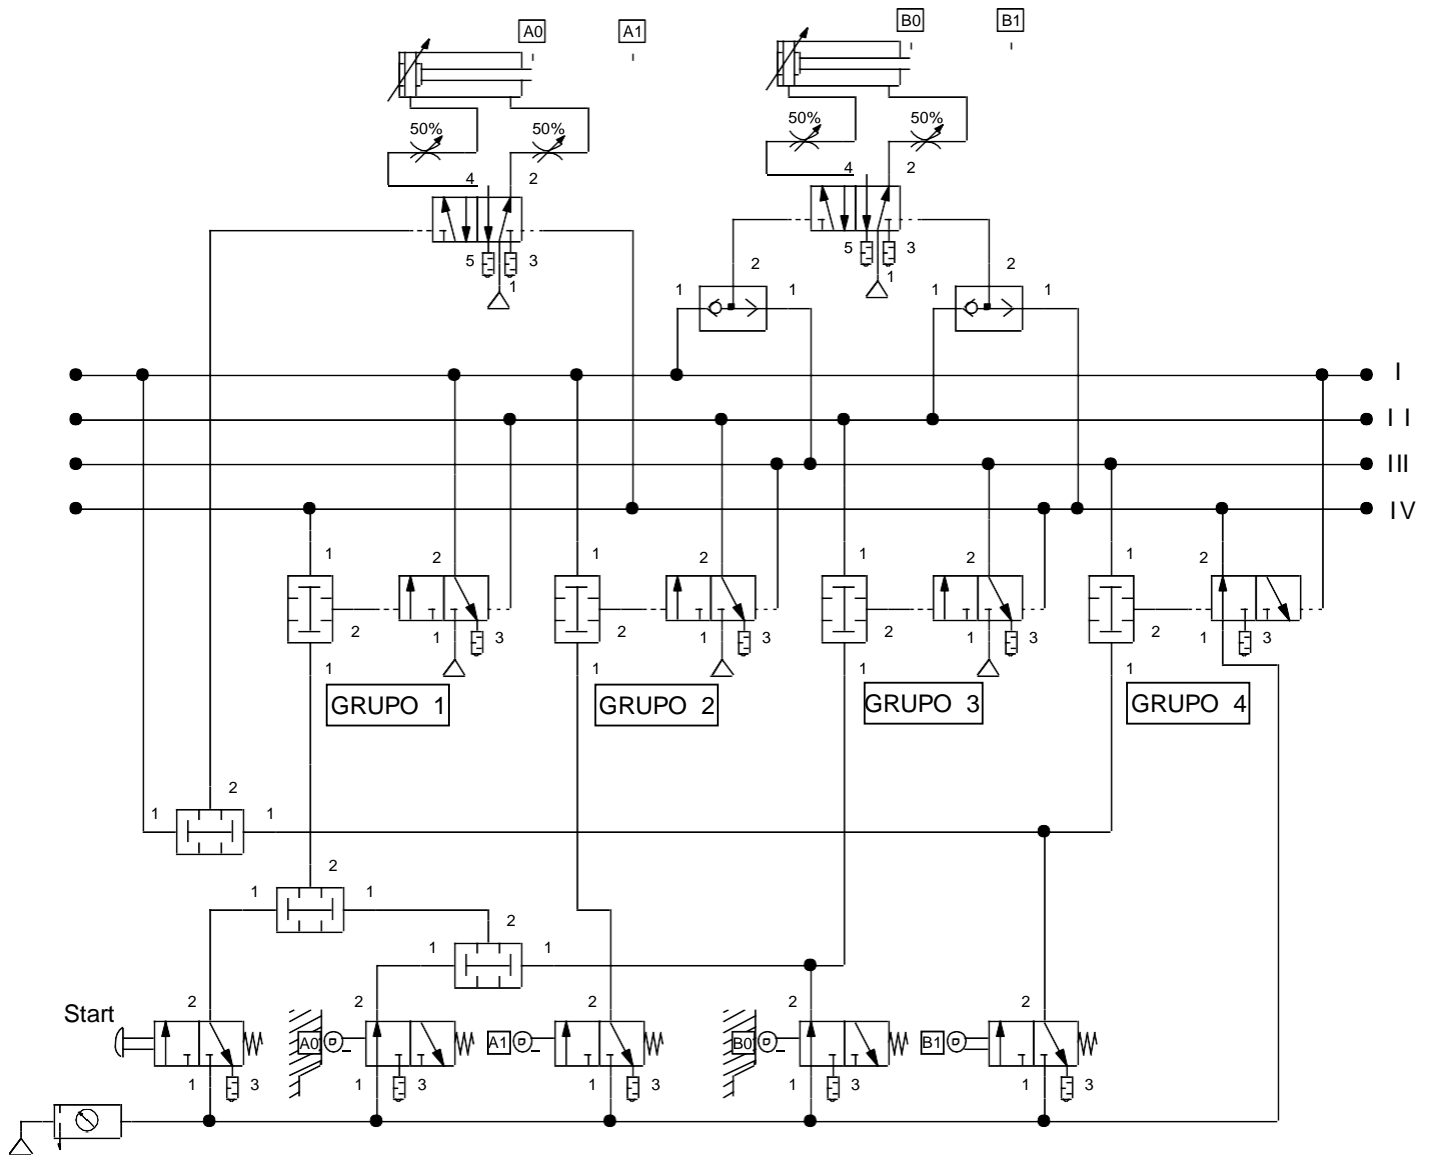 A0 A1 B0 B1
50% 50% 50% 50%
4 2 4 2
5 3 5 3
1 1
2 2
1 1 1 1
I
II
III
IV
1 2 1 2 1 2 1 2
2 1 3 2 1 3 2 1 3 2 1 3
1 1 1 1
GRUPO 1 GRUPO 2 GRUPO 3 GRUPO 4
2
1 1
2
1 1
2
1 1
Start 2 2 2 2 2
A0 A1 B0 B1
1 3 1 3 1 3 1 3 1 3